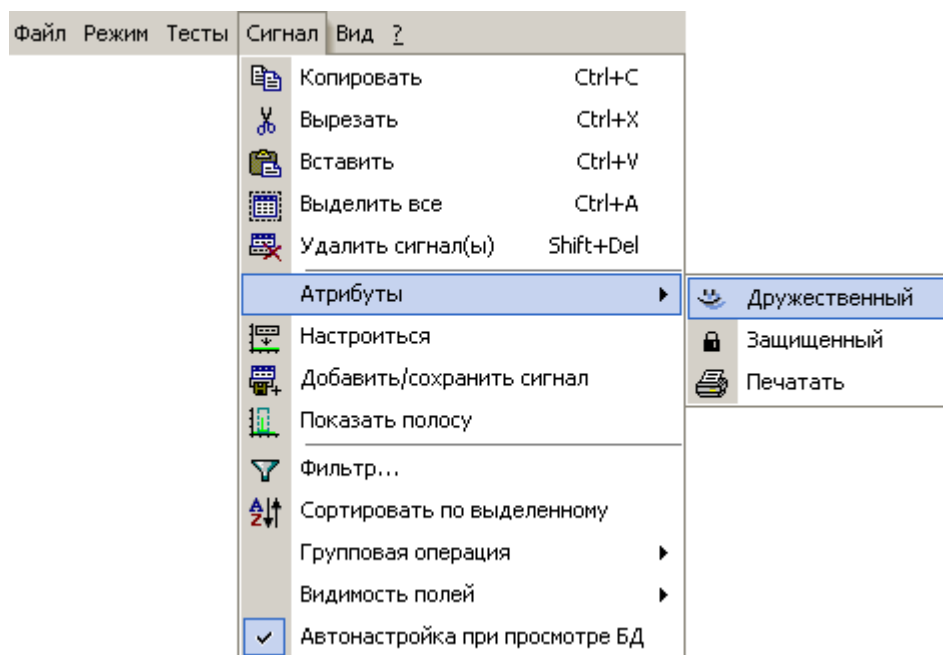 Файл Режим Тесты Сигнал Вид ?
Копировать Ctrl+C
Вырезать Ctrl+X
Вставить Ctrl+V
Выделить все Ctrl+A
Удалить сигнал(ы) Shift+Del
Атрибуты Дружественный
Настроиться Защищенный
Добавить/сохранить сигнал Печатать
Показать полосу
Фильтр...
Сортировать по выделенному
Групповая операция
Видимость полей
Автонастройка при просмотре БД